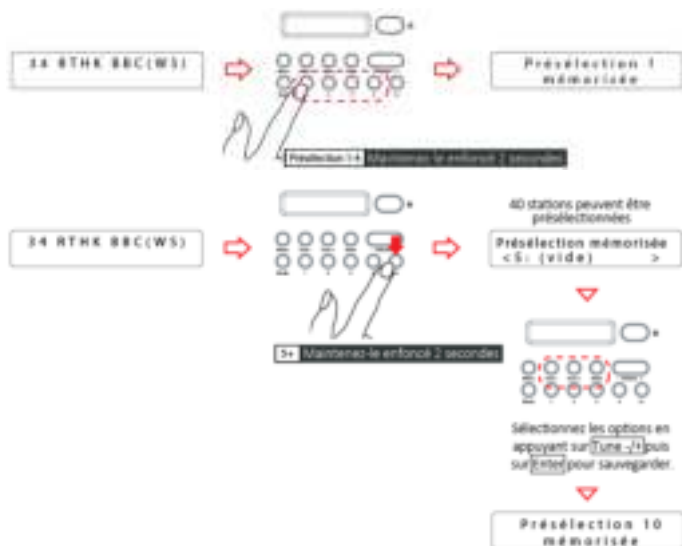 34 RTHK BBC(WS)
Présélection 1
mémorisée
Présélection 1-4 Maintenez-le enfoncé 2 secondes
40 stations peuvent être
présélectionnées
34 RTHK BBC(WS)
Présélection mémorisée
<5: (vide) >
5+ Maintenez-le enfoncé 2 secondes
Sélectionnez les options en
appuyant sur Tune -/+ puis
sur Enter pour sauvegarder.
Présélection 10
mémorisée